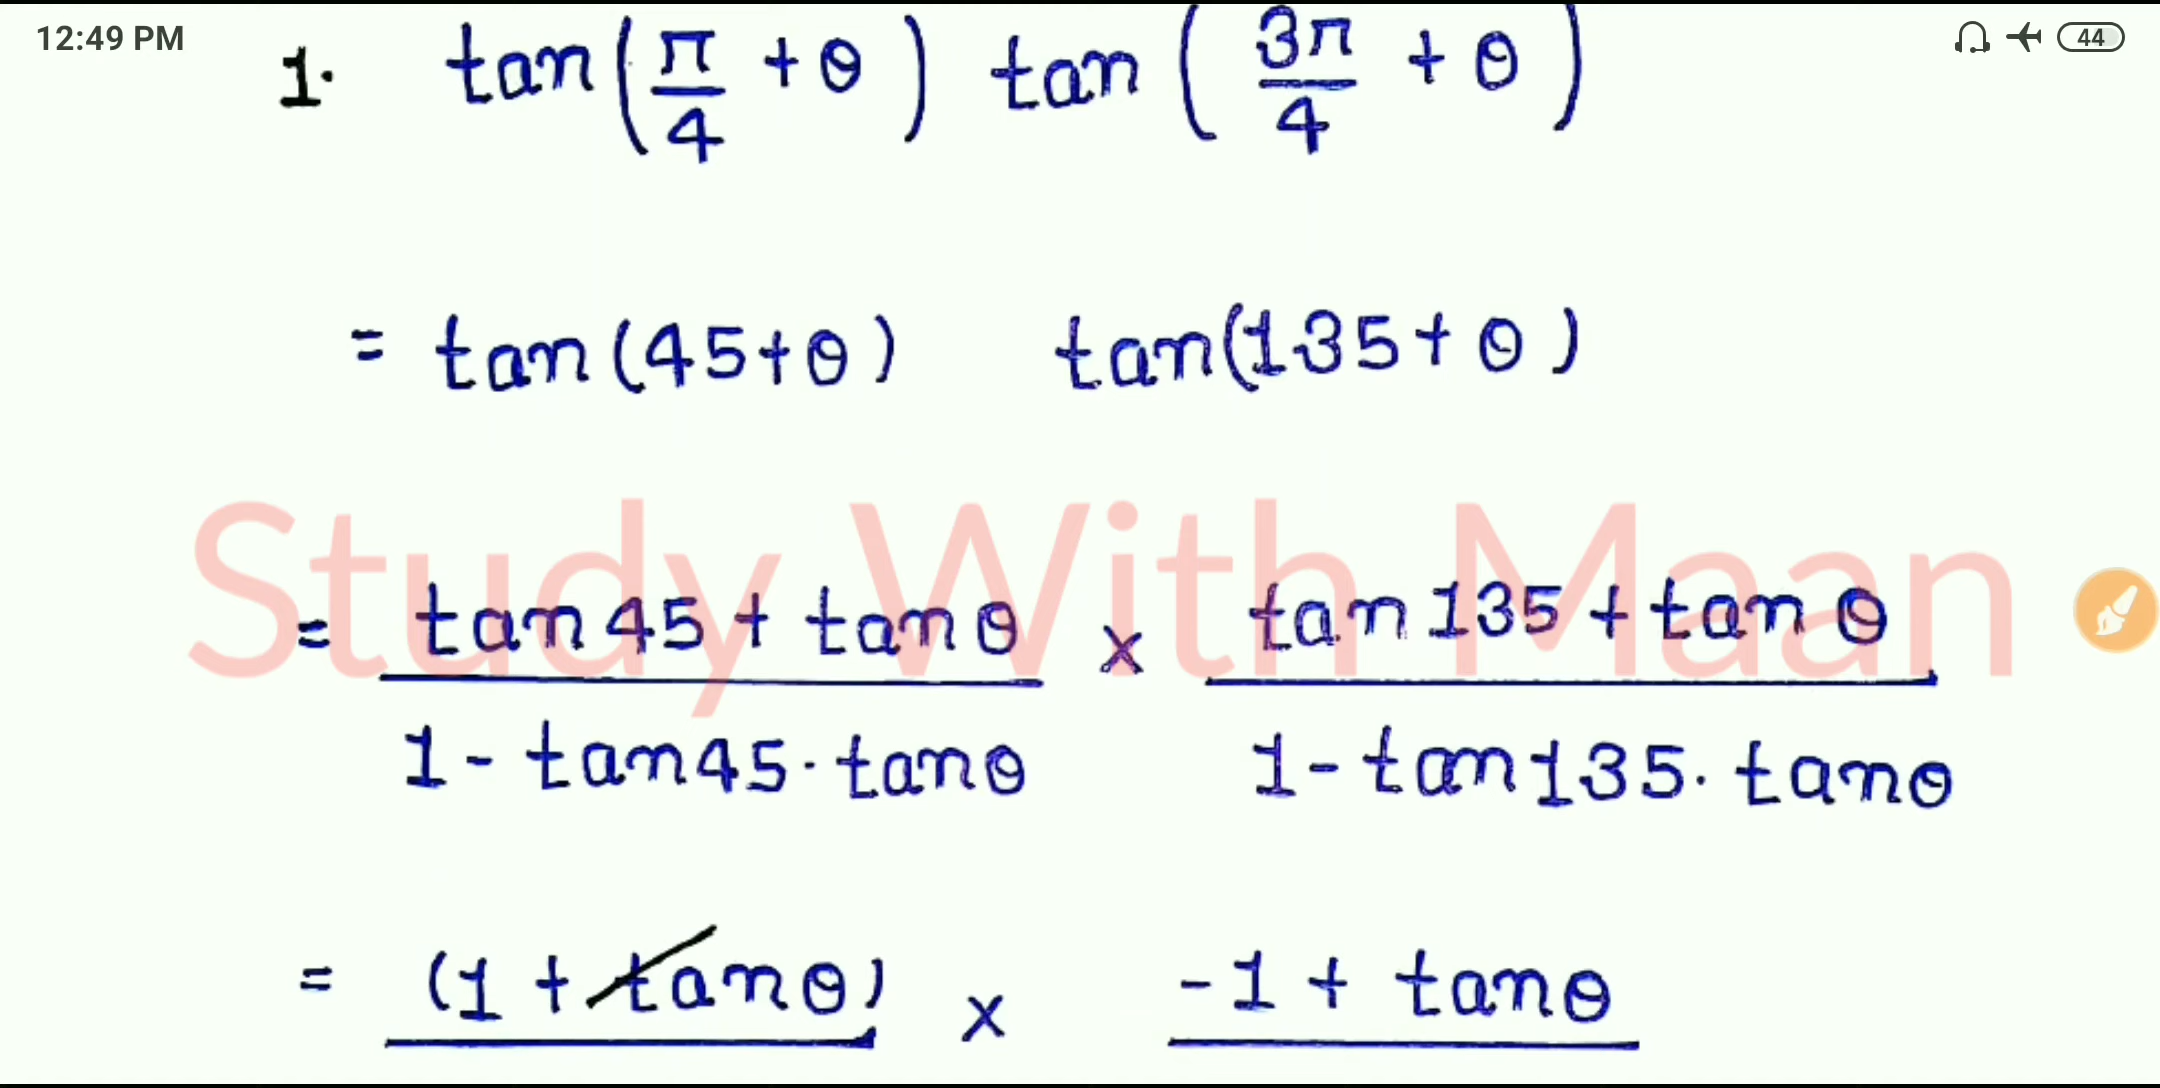 12:49 PM
44
1. tan(π/4 + θ) tan(3π/4 + θ)
= tan(45+θ) tan(135+θ)
Study With Maan
= tan45 + tanθ × tan135 + tanθ
1 - tan45·tanθ 1 - tan135·tanθ
= (1 + tanθ) × -1 + tanθ